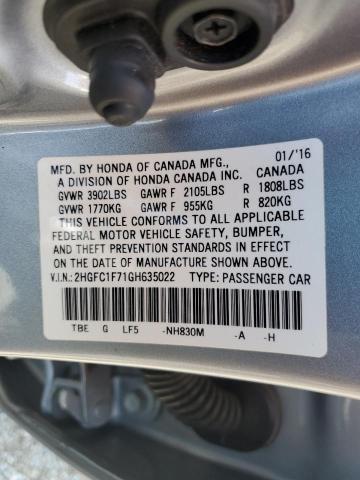 MFD. BY HONDA OF CANADA MFG., 01/'16
A DIVISION OF HONDA CANADA INC. CANADA
GVWR 3902LBS GAWR F 2105LBS R 1808LBS
GVWR 1770KG GAWR F 955KG R 820KG
THIS VEHICLE CONFORMS TO ALL APPLICABLE
FEDERAL MOTOR VEHICLE SAFETY, BUMPER,
AND THEFT PREVENTION STANDARDS IN EFFECT
ON THE DATE OF MANUFACTURE SHOWN ABOVE.
V.I.N.: 2HGFC1F71GH635022 TYPE: PASSENGER CAR
TBE G LF5 -NH830M -A -H